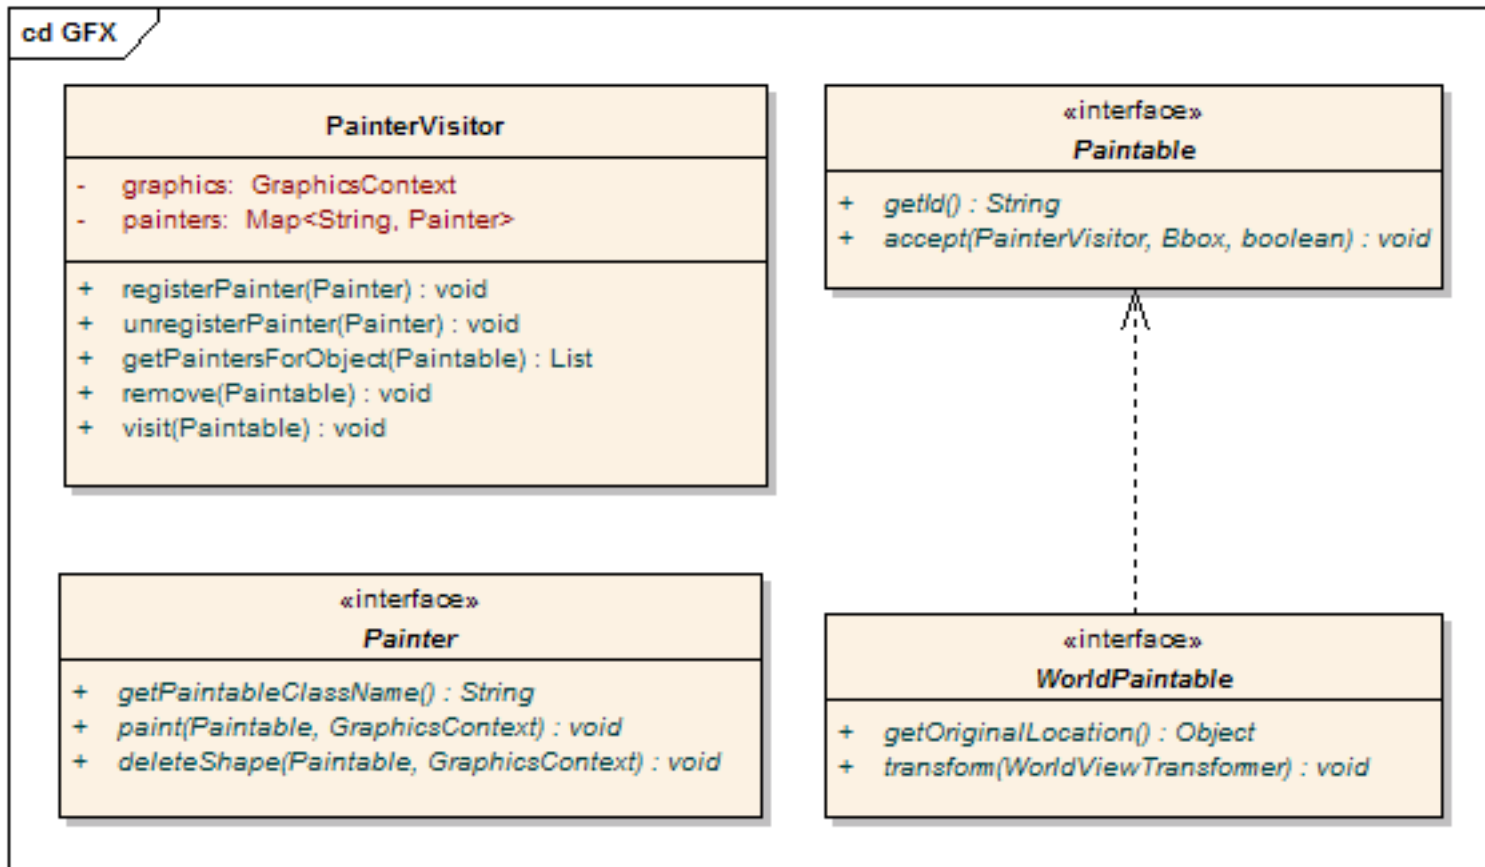 cd GFX
PainterVisitor
- graphics: GraphicsContext
- painters: Map<String, Painter>
+ registerPainter(Painter) : void
+ unregisterPainter(Painter) : void
+ getPaintersForObject(Paintable) : List
+ remove(Paintable) : void
+ visit(Paintable) : void
«interface»
Paintable
+ getId() : String
+ accept(PainterVisitor, Bbox, boolean) : void
«interface»
Painter
+ getPaintableClassName() : String
+ paint(Paintable, GraphicsContext) : void
+ deleteShape(Paintable, GraphicsContext) : void
«interface»
WorldPaintable
+ getOriginalLocation() : Object
+ transform(WorldViewTransformer) : void